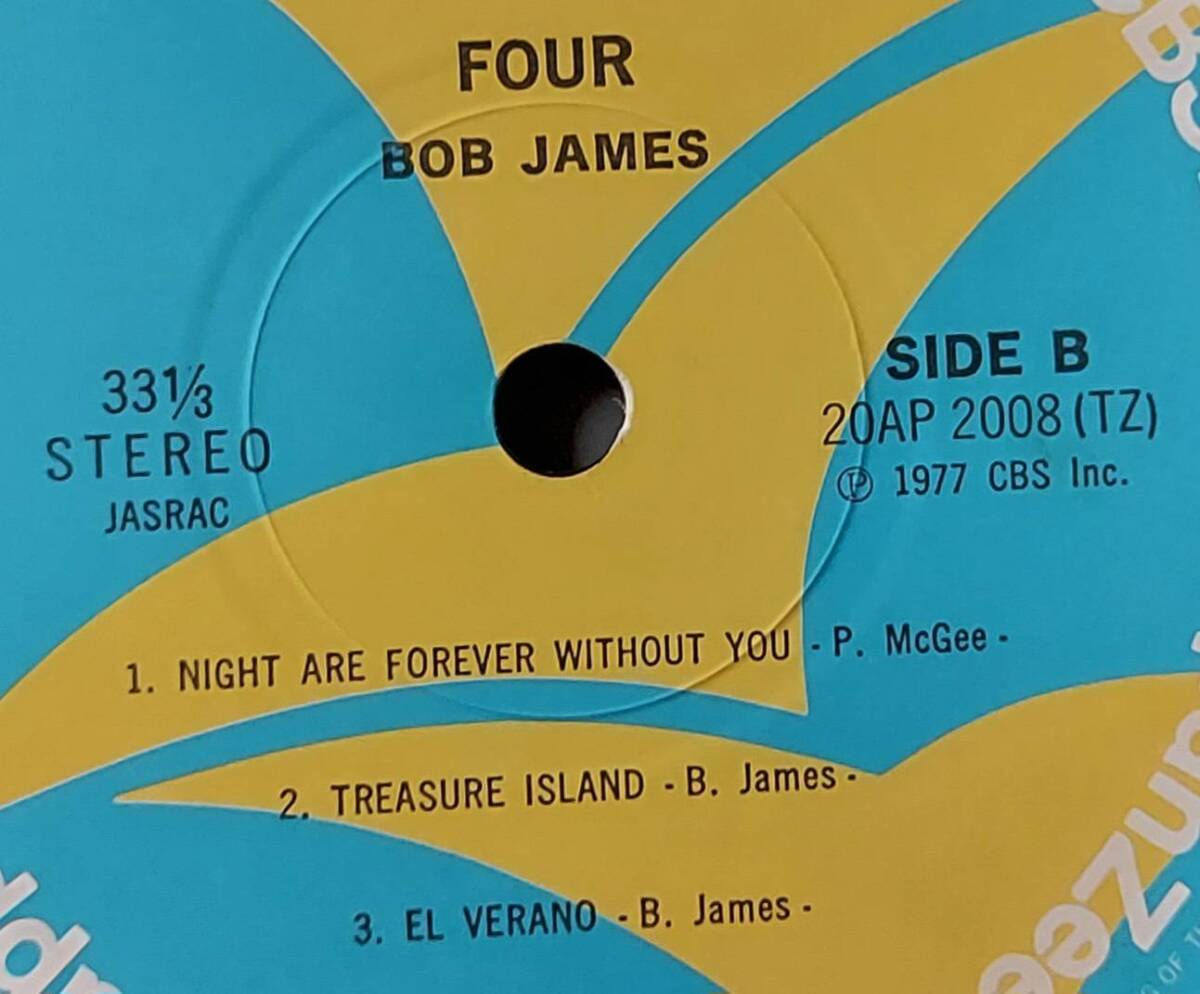 FOUR
BOB JAMES
33⅓
STEREO
JASRAC
SIDE B
20AP 2008 (TZ)
Ⓟ 1977 CBS Inc.
1. NIGHT ARE FOREVER WITHOUT YOU - P. McGee -
2. TREASURE ISLAND - B. James -
3. EL VERANO - B. James -